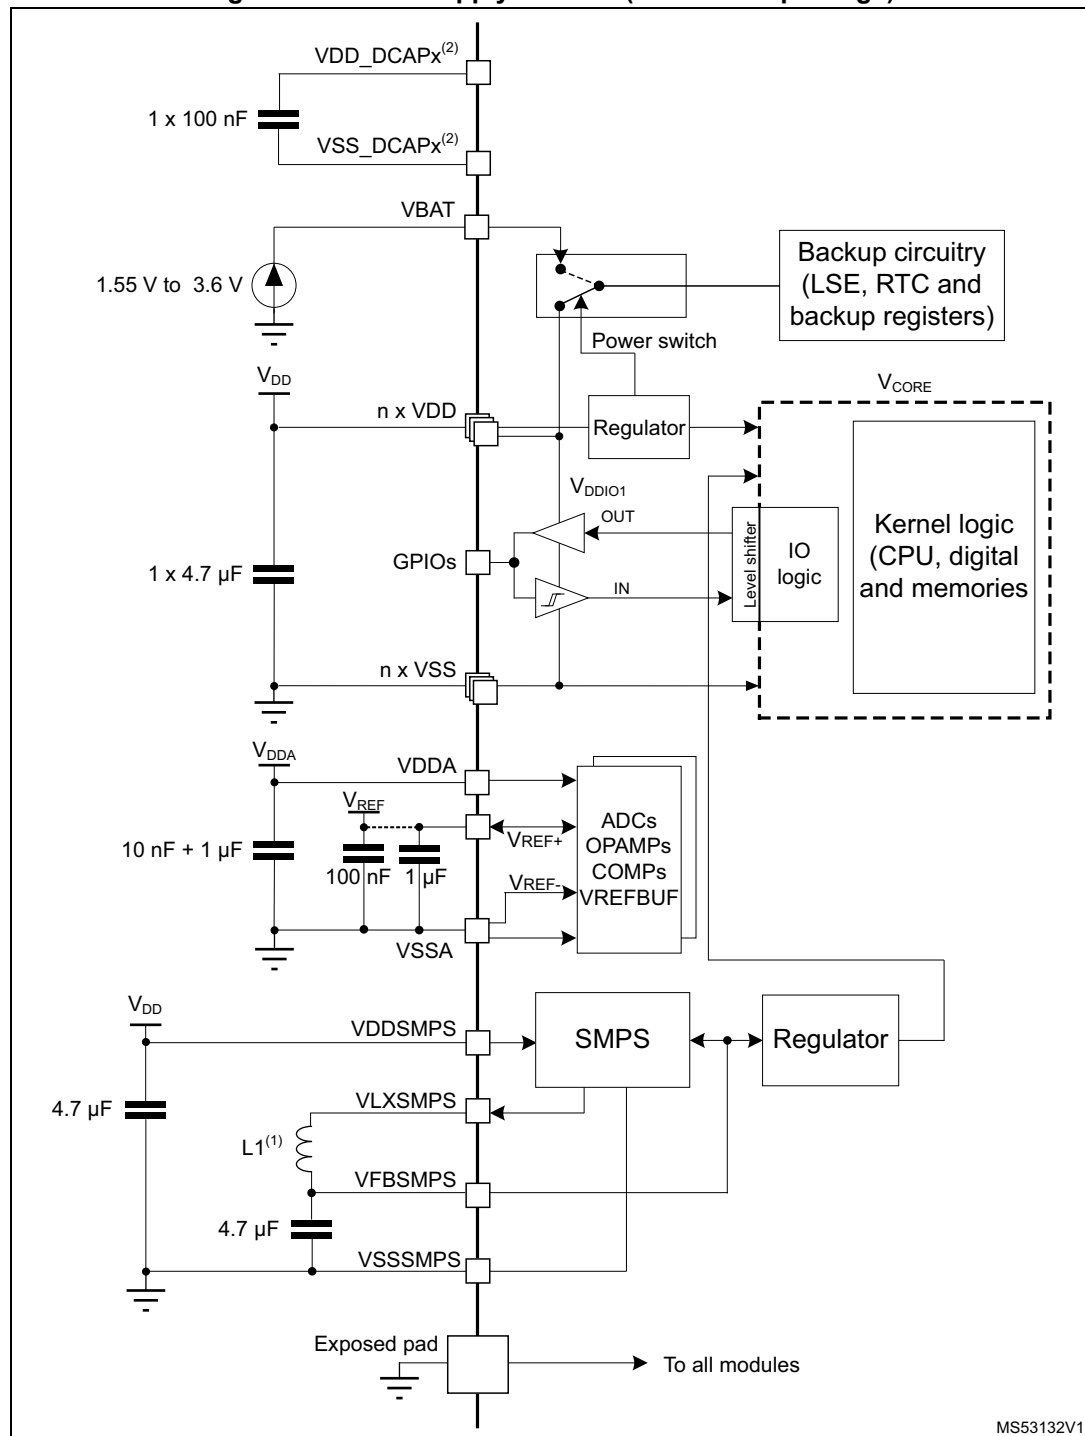 VDD_DCAPx(2)
1 x 100 nF
VSS_DCAPx(2)
VBAT
1.55 V to 3.6 V
Backup circuitry
(LSE, RTC and
backup registers)
Power switch
VDD
VCORE
n x VDD
Regulator
VDDIO1
OUT
GPIOs
1 x 4.7 µF
IN
Level shifter
IO
logic
Kernel logic
(CPU, digital
and memories
n x VSS
VDDA
VDDA
VREF
VREF+
10 nF + 1 µF
100 nF
1 µF
ADCs
OPAMPs
COMPs
VREFBUF
VREF-
VSSA
VDD
VDDSMPS
SMPS
Regulator
4.7 µF
VLXSMPS
L1(1)
VFBSMPS
4.7 µF
VSSSMPS
Exposed pad
To all modules
MS53132V1